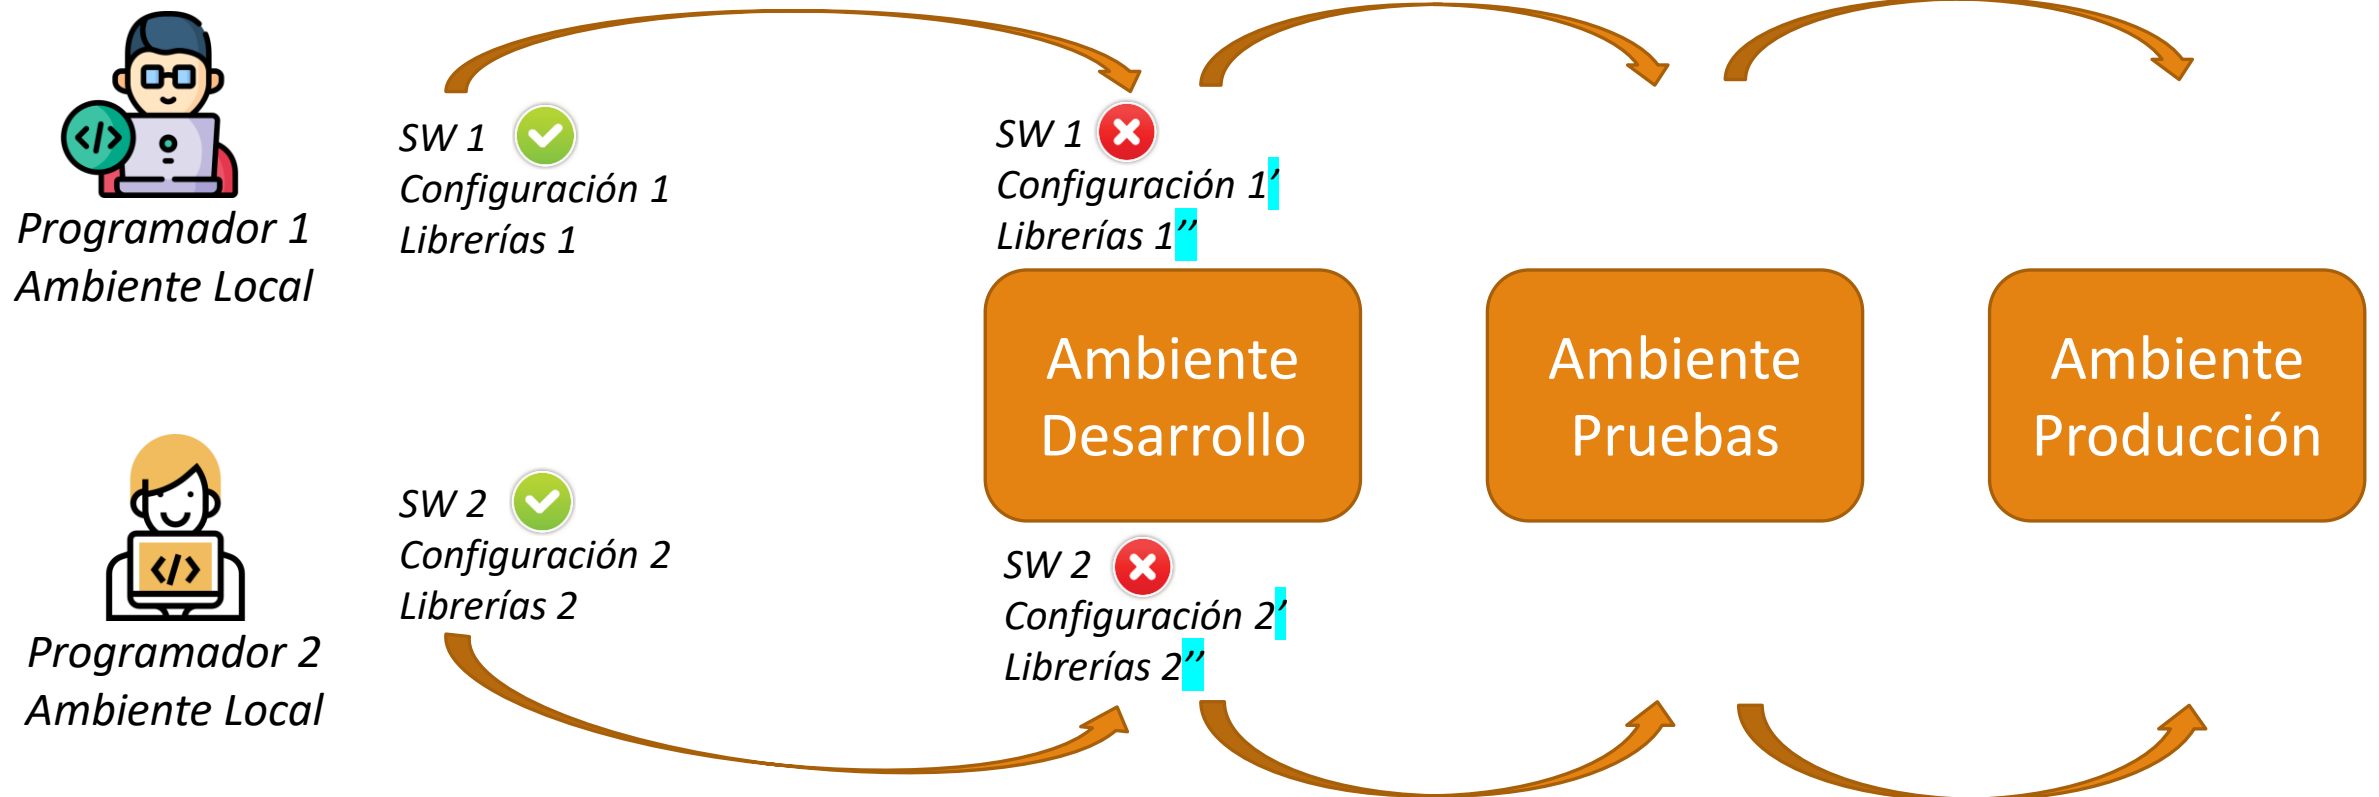 Programador 1
Ambiente Local
SW 1
Configuración 1
Librerías 1
SW 1
Configuración 1’
Librerías 1’’
Ambiente
Desarrollo
Ambiente
Pruebas
Ambiente
Producción
</>
Programador 2
Ambiente Local
</>
SW 2
Configuración 2
Librerías 2
SW 2
Configuración 2’
Librerías 2’’